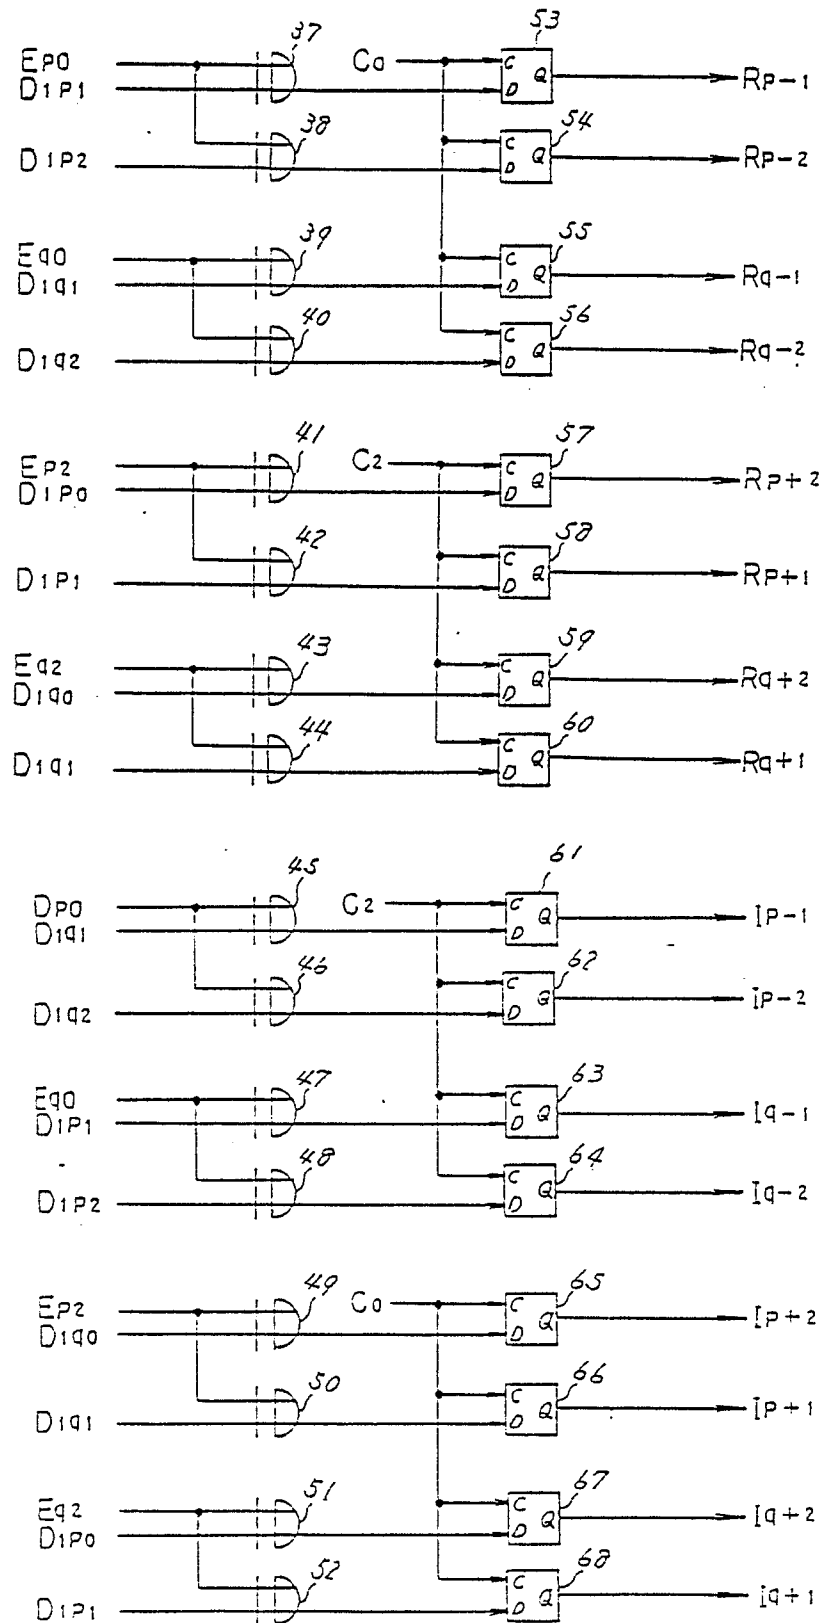 37 Ca 53
Ep0 C Q Rp-1
D1p1 D
38 54
D1p2 C Q D Rp-2
39 55
Eq0 C Q Rq-1
D1q1 D
40 56
D1q2 C Q D Rq-2
41 C2 57
Ep2 C Q Rp+2
D1p0 D
42 58
D1p1 C Q D Rp+1
43 59
Eq2 C Q Rq+2
D1q0 D
44 60
D1q1 C Q D Rq+1
45 C2 61
Dp0 C Q Ip-1
D1q1 D
46 62
D1q2 C Q D ip-2
47 63
Eq0 C Q Iq-1
D1p1 D
48 64
D1p2 C Q D Iq-2
49 C0 65
Ep2 C Q Ip+2
D1q0 D
50 66
D1q1 C Q D Ip+1
51 67
Eq2 C Q Iq+2
D1p0 D
52 68
D1p1 C Q D iq+1